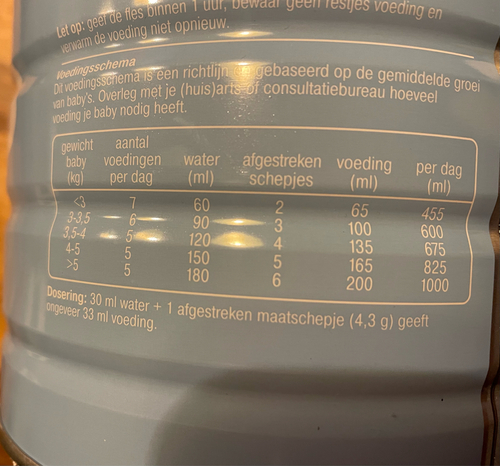 Let op: geef de fles binnen 1 uur, bewaar geen restjes voeding en
verwarm de voeding niet opnieuw.
Voedingsschema
Dit voedingsschema is een richtlijn en gebaseerd op de gemiddelde groei
van baby's. Overleg met je (huis)arts of consultatiebureau hoeveel
voeding je baby nodig heeft.
gewicht baby (kg) aantal voedingen per dag water (ml) afgestreken schepjes voeding (ml) per dag (ml)
<3 7 60 2 65 455
3-3,5 6 90 3 100 600
3,5-4 5 120 4 135 675
4-5 5 150 5 165 825
>5 5 180 6 200 1000
Dosering: 30 ml water + 1 afgestreken maatschepje (4,3 g) geeft
ongeveer 33 ml voeding.